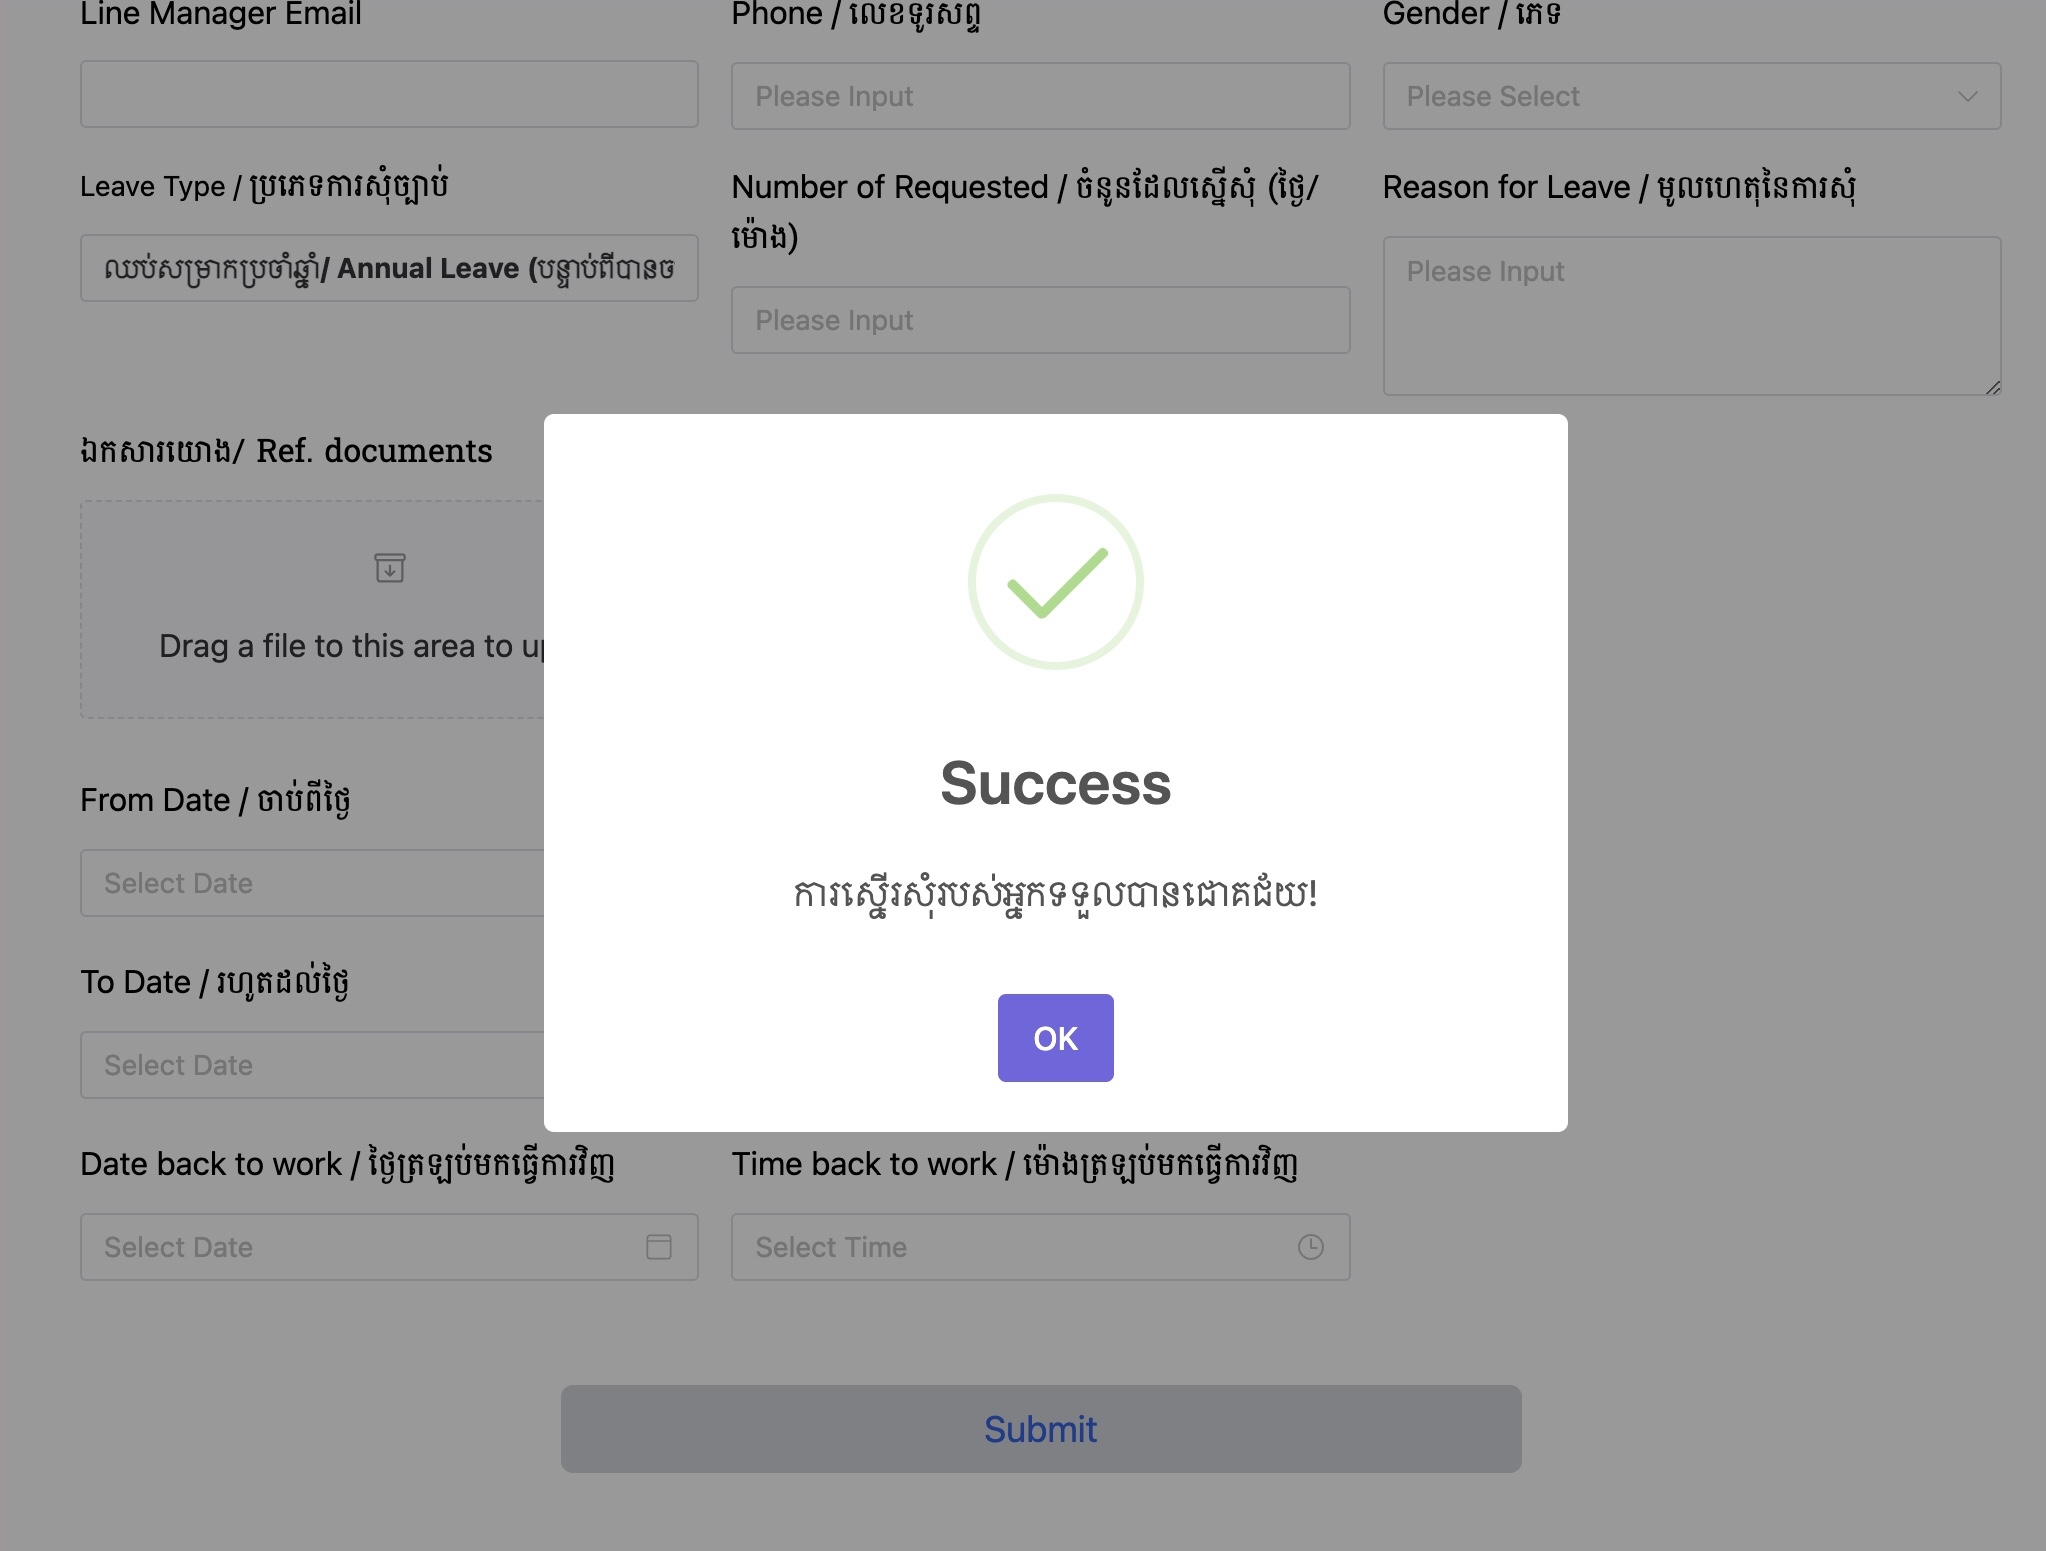 Line Manager Email
Phone / លេខទូរសព្ទ
Gender / ភេទ
Please Input
Please Select
Leave Type / ប្រភេទការសុំច្បាប់
Number of Requested / ចំនួនដែលស្នើសុំ (ថ្ងៃ/
ម៉ោង)
Reason for Leave / មូលហេតុនៃការសុំ
ឈប់សម្រាកប្រចាំឆ្នាំ/ Annual Leave (បន្ទាប់ពីបានច
Please Input
Please Input
ឯកសារយោង/ Ref. documents
Drag a file to this area to up
Success
ការស្នើរសុំរបស់អ្នកទទួលបានជោគជ័យ!
OK
From Date / ចាប់ពីថ្ងៃ
Select Date
To Date / រហូតដល់ថ្ងៃ
Select Date
Date back to work / ថ្ងៃត្រឡប់មកធ្វើការវិញ
Time back to work / ម៉ោងត្រឡប់មកធ្វើការវិញ
Select Date
Select Time
Submit